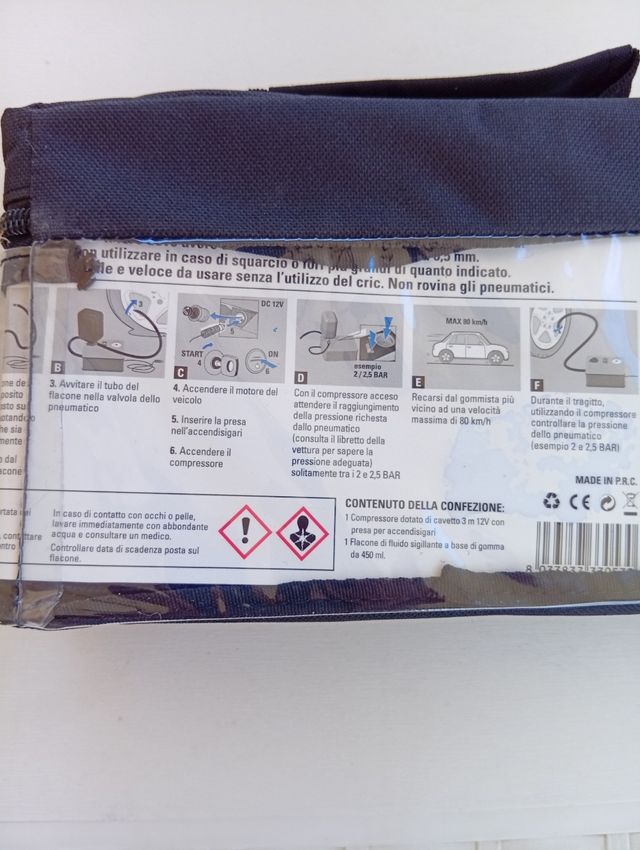 6,5 mm.
utilizzare in caso di squarcio o fori più grandi di quanto indicato.
e veloce da usare senza l'utilizzo del cric. Non rovina gli pneumatici.
3
B
3. Avvitare il tubo del
flacone nella valvola dello
pneumatico
DC 12V
5
START
4
ON
6
C
4. Accendere il motore del
veicolo
5. Inserire la presa
nell'accendisigari
6. Accendere il
compressore
esempio
2 / 2,5 BAR
D
Con il compressore acceso
attendere il raggiungimento
della pressione richiesta
dallo pneumatico
(consulta il libretto della
vettura per sapere la
pressione adeguata)
solitamente tra i 2 e 2,5 BAR
MAX 80 km/h
E
Recarsi dal gommista più
vicino ad una velocità
massima di 80 km/h
F
Durante il tragitto,
utilizzando il compressore
controllare la pressione
dello pneumatico
(esempio 2 e 2,5 BAR)
MADE IN P.R.C.
CE
In caso di contatto con occhi o pelle,
lavare immediatamente con abbondante
acqua e consultare un medico.
Controllare data di scadenza posta sul
flacone.
CONTENUTO DELLA CONFEZIONE:
1 Compressore dotato di cavetto 3 m 12V con
presa per accendisigari
1 Flacone di fluido sigillante a base di gomma
da 450 ml.